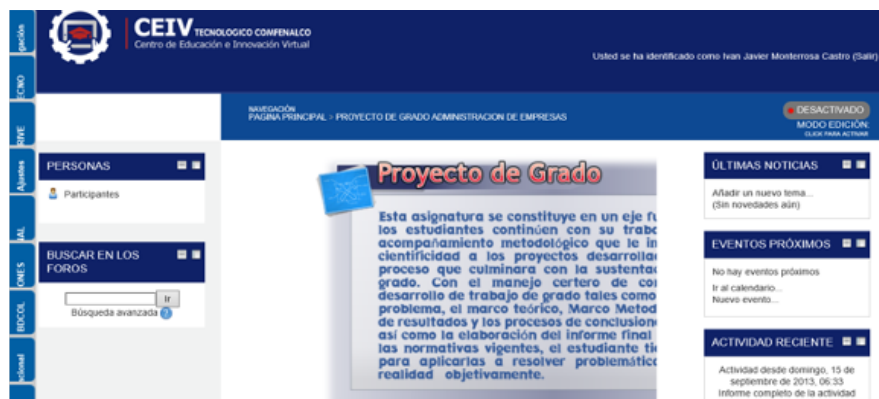 CEIV TECNOLOGICO COMFENALCO
Centro de Educación e Innovación Virtual
Usted se ha identificado como Ivan Javier Monterrosa Castro (Salir)
NAVEGACIÓN
PAGINA PRINCIPAL > PROYECTO DE GRADO ADMINISTRACION DE EMPRESAS
DESACTIVADO
MODO EDICIÓN:
CLICK PARA ACTIVAR
Ajustes
PERSONAS
Participantes
BUSCAR EN LOS
FOROS
Ir
Búsqueda avanzada
Proyecto de Grado
Esta asignatura se constituye en un eje
los estudiantes continúen con su
acompañamiento metodológico que le
cientificidad a los proyectos
proceso que culminara con la
grado. Con el manejo certero de
desarrollo de trabajo de grado tales como
problema, el marco teórico, Marco
de resultados y los procesos de
así como la elaboración del informe final
las normativas vigentes, el estudiante
para aplicarlas a resolver
realidad objetivamente.
ÚLTIMAS NOTICIAS
Añadir un nuevo tema...
(Sin novedades aún)
EVENTOS PRÓXIMOS
No hay eventos próximos
Ir al calendario...
Nuevo evento...
ACTIVIDAD RECIENTE
Actividad desde domingo, 15 de
septiembre de 2013, 06:33
Informe completo de la actividad